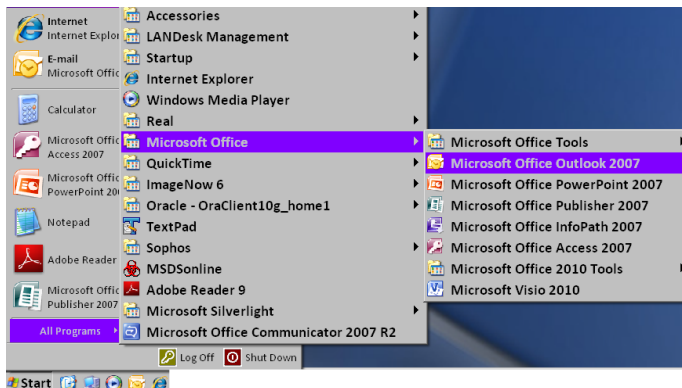 Internet
Internet Explor
E-mail
Microsoft Offic
Calculator
Microsoft Offic
Access 2007
Microsoft Offic
PowerPoint 20
Notepad
Adobe Reader
Microsoft Offic
Publisher 2007
All Programs
Accessories
LANDesk Management
Startup
Internet Explorer
Windows Media Player
Real
Microsoft Office
QuickTime
ImageNow 6
Oracle - OraClient10g_home1
TextPad
Sophos
MSDSonline
Adobe Reader 9
Microsoft Silverlight
Microsoft Office Communicator 2007 R2
Microsoft Office Tools
Microsoft Office Outlook 2007
Microsoft Office PowerPoint 2007
Microsoft Office Publisher 2007
Microsoft Office InfoPath 2007
Microsoft Office Access 2007
Microsoft Office 2010 Tools
Microsoft Visio 2010
Log Off Shut Down
Start